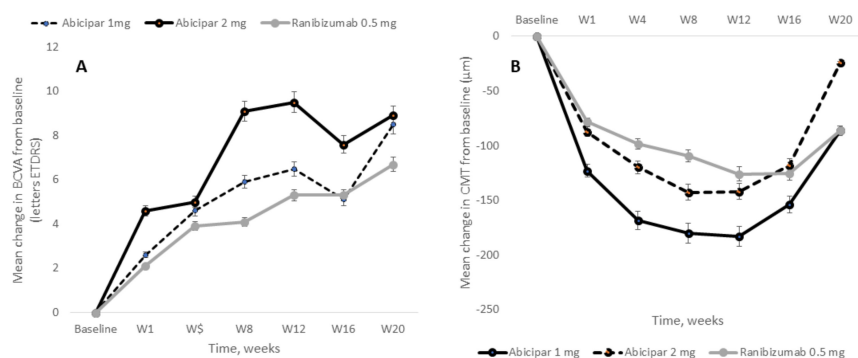 Abicipar 1mg Abicipar 2 mg Ranibizumab 0.5 mg
A
Mean change in BCVA from baseline
(letters ETDRS)
12
10
8
6
4
2
0
Baseline W1 W$ W8 W12 W16 W20
Time, weeks
Baseline W1 W4 W8 W12 W16 W20
B
Mean change in CMT from baseline (µm)
0
-50
-100
-150
-200
-250
Time, weeks
Abicipar 1 mg Abicipar 2 mg Ranibizumab 0.5 mg